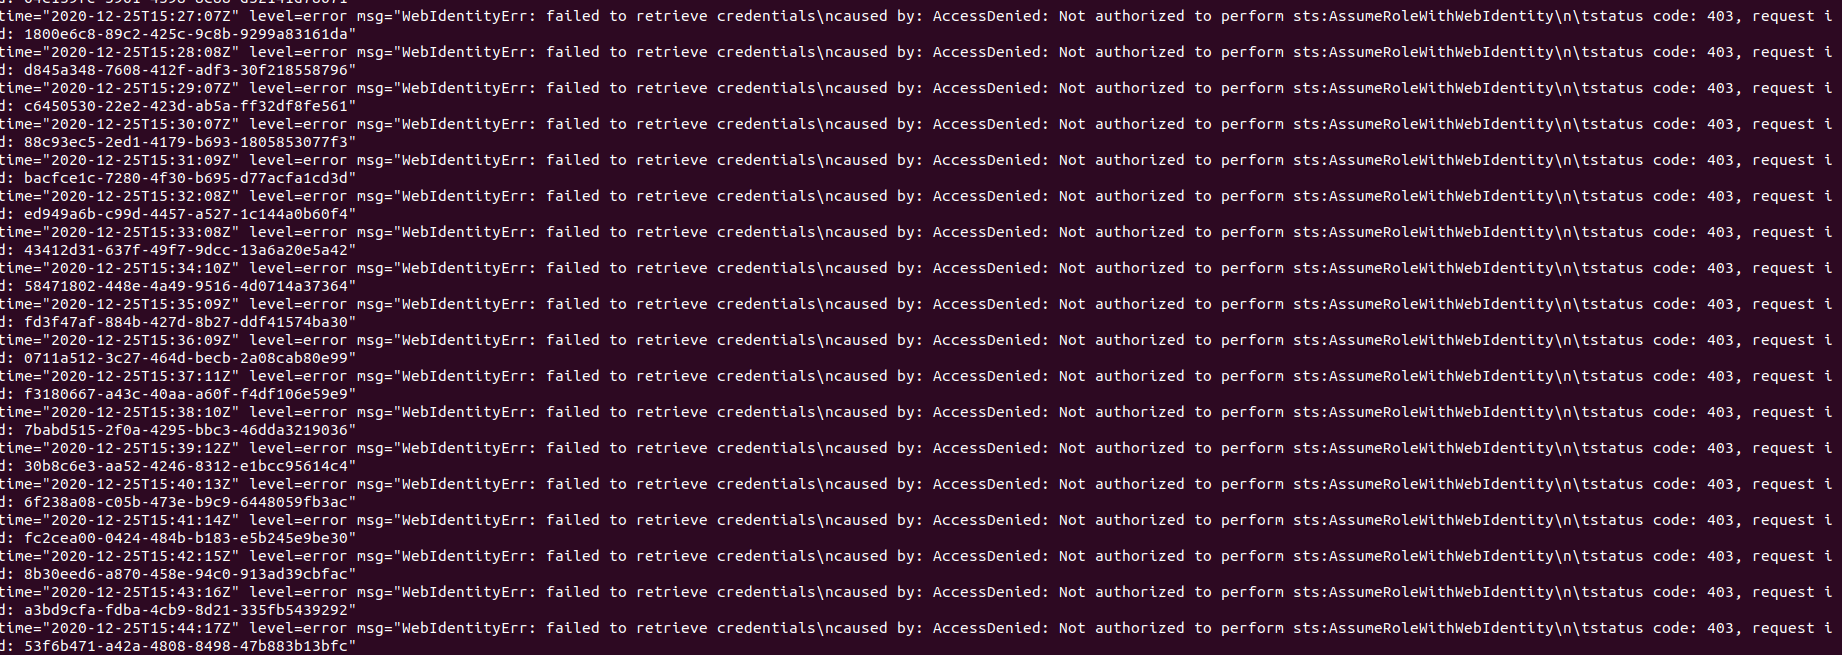 time="2020-12-25T15:27:07Z" level=error msg="WebIdentityErr: failed to retrieve credentials\ncaused by: AccessDenied: Not authorized to perform sts:AssumeRoleWithWebIdentity\n\tstatus code: 403, request i
d: 1800e6c8-89c2-425c-9c8b-9299a83161da"
time="2020-12-25T15:28:08Z" level=error msg="WebIdentityErr: failed to retrieve credentials\ncaused by: AccessDenied: Not authorized to perform sts:AssumeRoleWithWebIdentity\n\tstatus code: 403, request i
d: d845a348-7608-412f-adf3-30f218558796"
time="2020-12-25T15:29:07Z" level=error msg="WebIdentityErr: failed to retrieve credentials\ncaused by: AccessDenied: Not authorized to perform sts:AssumeRoleWithWebIdentity\n\tstatus code: 403, request i
d: c6450530-22e2-423d-ab5a-ff32df8fe561"
time="2020-12-25T15:30:07Z" level=error msg="WebIdentityErr: failed to retrieve credentials\ncaused by: AccessDenied: Not authorized to perform sts:AssumeRoleWithWebIdentity\n\tstatus code: 403, request i
d: 88c93ec5-2ed1-4179-b693-1805853077f3"
time="2020-12-25T15:31:09Z" level=error msg="WebIdentityErr: failed to retrieve credentials\ncaused by: AccessDenied: Not authorized to perform sts:AssumeRoleWithWebIdentity\n\tstatus code: 403, request i
d: bacfce1c-7280-4f30-b695-d77acfa1cd3d"
time="2020-12-25T15:32:08Z" level=error msg="WebIdentityErr: failed to retrieve credentials\ncaused by: AccessDenied: Not authorized to perform sts:AssumeRoleWithWebIdentity\n\tstatus code: 403, request i
d: ed949a6b-c99d-4457-a527-1c144a0b60f4"
time="2020-12-25T15:33:08Z" level=error msg="WebIdentityErr: failed to retrieve credentials\ncaused by: AccessDenied: Not authorized to perform sts:AssumeRoleWithWebIdentity\n\tstatus code: 403, request i
d: 43412d31-637f-49f7-9dcc-13a6a20e5a42"
time="2020-12-25T15:34:10Z" level=error msg="WebIdentityErr: failed to retrieve credentials\ncaused by: AccessDenied: Not authorized to perform sts:AssumeRoleWithWebIdentity\n\tstatus code: 403, request i
d: 58471802-448e-4a49-9516-4d0714a37364"
time="2020-12-25T15:35:09Z" level=error msg="WebIdentityErr: failed to retrieve credentials\ncaused by: AccessDenied: Not authorized to perform sts:AssumeRoleWithWebIdentity\n\tstatus code: 403, request i
d: fd3f47af-884b-427d-8b27-ddf41574ba30"
time="2020-12-25T15:36:09Z" level=error msg="WebIdentityErr: failed to retrieve credentials\ncaused by: AccessDenied: Not authorized to perform sts:AssumeRoleWithWebIdentity\n\tstatus code: 403, request i
d: 0711a512-3c27-464d-becb-2a08cab80e99"
time="2020-12-25T15:37:11Z" level=error msg="WebIdentityErr: failed to retrieve credentials\ncaused by: AccessDenied: Not authorized to perform sts:AssumeRoleWithWebIdentity\n\tstatus code: 403, request i
d: f3180667-a43c-40aa-a60f-f4df106e59e9"
time="2020-12-25T15:38:10Z" level=error msg="WebIdentityErr: failed to retrieve credentials\ncaused by: AccessDenied: Not authorized to perform sts:AssumeRoleWithWebIdentity\n\tstatus code: 403, request i
d: 7babd515-2f0a-4295-bbc3-46dda3219036"
time="2020-12-25T15:39:12Z" level=error msg="WebIdentityErr: failed to retrieve credentials\ncaused by: AccessDenied: Not authorized to perform sts:AssumeRoleWithWebIdentity\n\tstatus code: 403, request i
d: 30b8c6e3-aa52-4246-8312-e1bcc95614c4"
time="2020-12-25T15:40:13Z" level=error msg="WebIdentityErr: failed to retrieve credentials\ncaused by: AccessDenied: Not authorized to perform sts:AssumeRoleWithWebIdentity\n\tstatus code: 403, request i
d: 6f238a08-c05b-473e-b9c9-6448059fb3ac"
time="2020-12-25T15:41:14Z" level=error msg="WebIdentityErr: failed to retrieve credentials\ncaused by: AccessDenied: Not authorized to perform sts:AssumeRoleWithWebIdentity\n\tstatus code: 403, request i
d: fc2cea00-0424-484b-b183-e5b245e9be30"
time="2020-12-25T15:42:15Z" level=error msg="WebIdentityErr: failed to retrieve credentials\ncaused by: AccessDenied: Not authorized to perform sts:AssumeRoleWithWebIdentity\n\tstatus code: 403, request i
d: 8b30eed6-a870-458e-94c0-913ad39cbfac"
time="2020-12-25T15:43:16Z" level=error msg="WebIdentityErr: failed to retrieve credentials\ncaused by: AccessDenied: Not authorized to perform sts:AssumeRoleWithWebIdentity\n\tstatus code: 403, request i
d: a3bd9cfa-fdba-4cb9-8d21-335fb5439292"
time="2020-12-25T15:44:17Z" level=error msg="WebIdentityErr: failed to retrieve credentials\ncaused by: AccessDenied: Not authorized to perform sts:AssumeRoleWithWebIdentity\n\tstatus code: 403, request i
d: 53f6b471-a42a-4808-8498-47b883b13bfc"